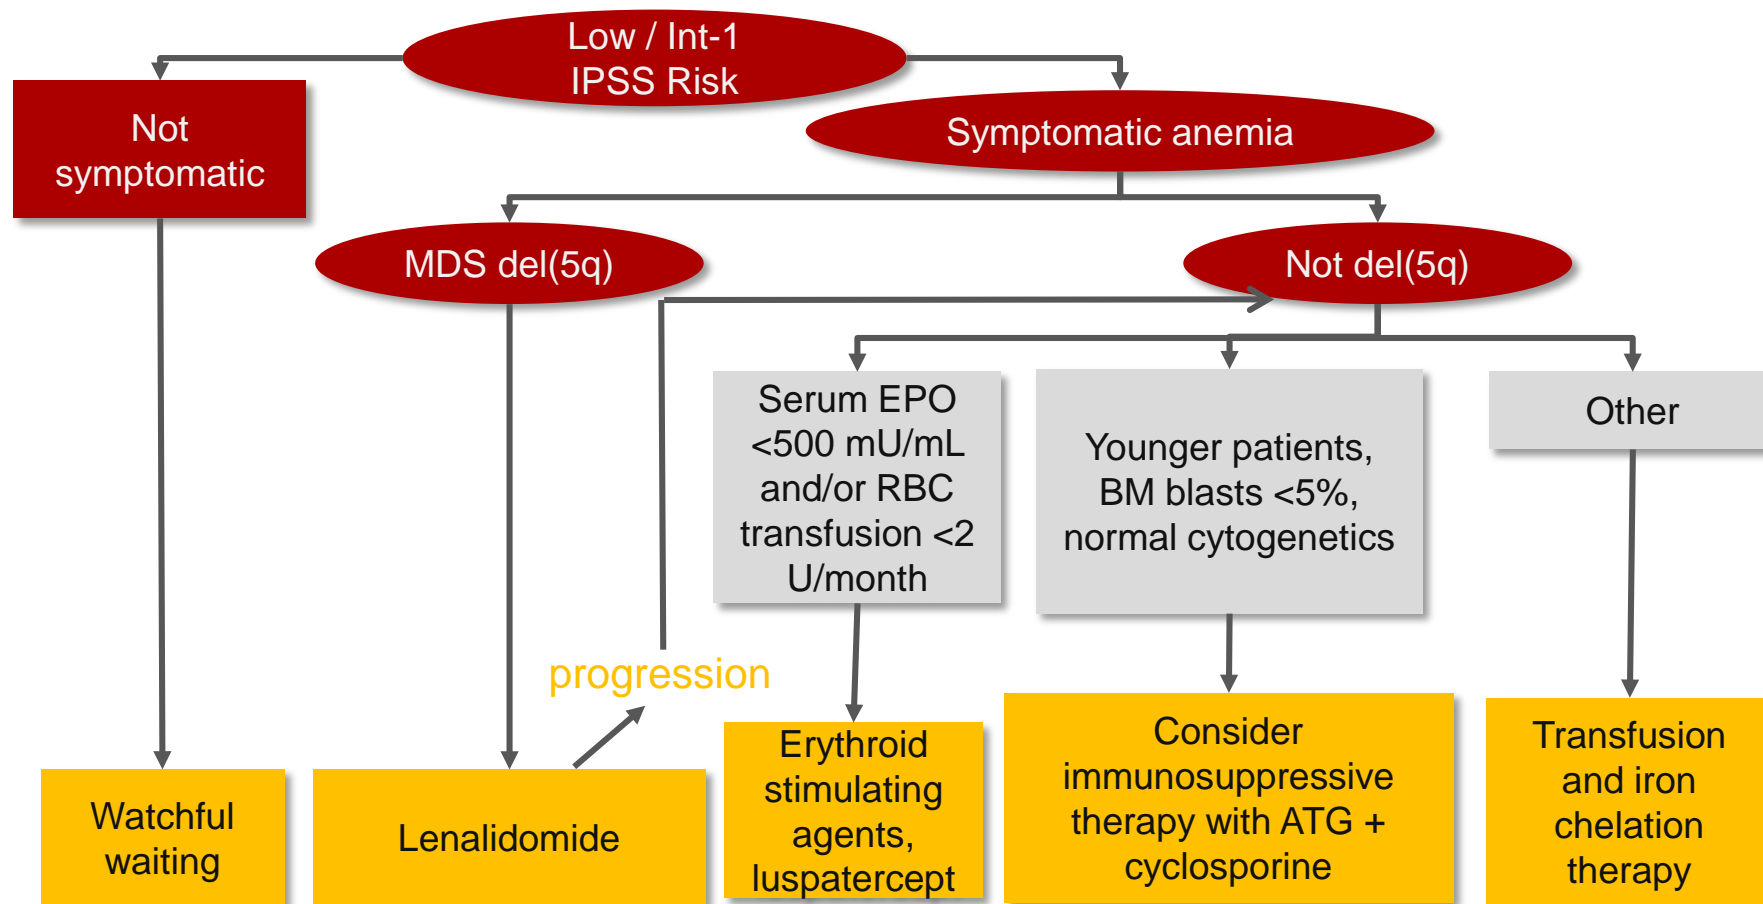 Low / Int-1
IPSS Risk
Not
symptomatic
Symptomatic anemia
MDS del(5q)
Not del(5q)
Serum EPO
<500 mU/mL
and/or RBC
transfusion <2
U/month
Younger patients,
BM blasts <5%,
normal cytogenetics
Other
progression
Watchful
waiting
Lenalidomide
Erythroid
stimulating
agents,
luspatercept
Consider
immunosuppressive
therapy with ATG +
cyclosporine
Transfusion
and iron
chelation
therapy